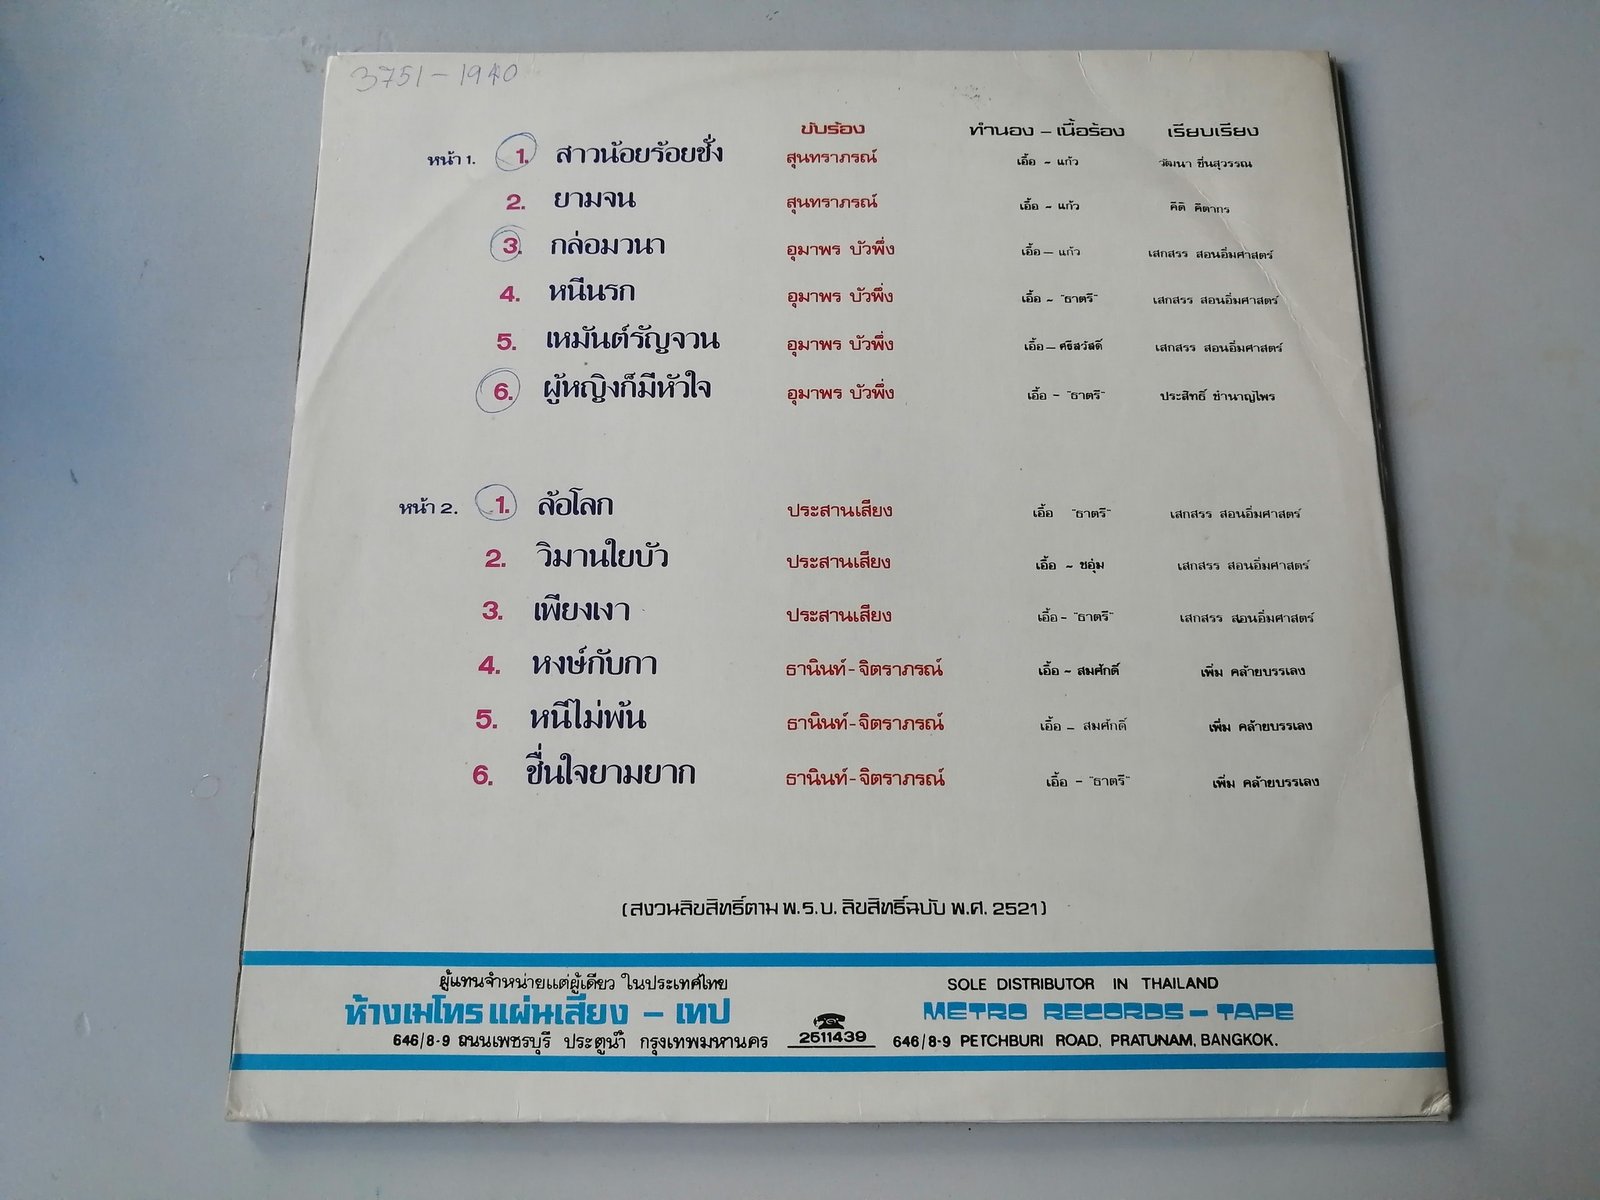 3751-1940
ขับร้อง ทำนอง - เนื้อร้อง เรียบเรียง
หน้า 1. 1. สาวน้อยร้อยชั่ง สุนทราภรณ์ เอื้อ ~ แก้ว วัฒนา ชื่นสุวรรณ
2. ยามจน สุนทราภรณ์ เอื้อ ~ แก้ว คีติ คีตากร
3. กล่อมวนา อุมาพร บัวพึ่ง เอื้อ - แก้ว เสกสรร สอนอิ่มศาสตร์
4. หนีนรก อุมาพร บัวพึ่ง เอื้อ ~ "ธาตรี" เสกสรร สอนอิ่มศาสตร์
5. เหมันต์รัญจวน อุมาพร บัวพึ่ง เอื้อ - ศรีสวัสดิ์ เสกสรร สอนอิ่มศาสตร์
6. ผู้หญิงก็มีหัวใจ อุมาพร บัวพึ่ง เอื้อ - "ธาตรี" ประสิทธิ์ ชำนาญไพร
หน้า 2. 1. ล้อโลก ประสานเสียง เอื้อ "ธาตรี" เสกสรร สอนอิ่มศาสตร์
2. วิมานใยบัว ประสานเสียง เอื้อ ~ ชอุ่ม เสกสรร สอนอิ่มศาสตร์
3. เพียงเงา ประสานเสียง เอื้อ - "ธาตรี" เสกสรร สอนอิ่มศาสตร์
4. หงษ์กับกา ธานินท์-จิตราภรณ์ เอื้อ ~ สมศักดิ์ เพิ่ม คล้ายบรรเลง
5. หนีไม่พ้น ธานินท์-จิตราภรณ์ เอื้อ - สมศักดิ์ เพิ่ม คล้ายบรรเลง
6. ชื่นใจยามยาก ธานินท์-จิตราภรณ์ เอื้อ - "ธาตรี" เพิ่ม คล้ายบรรเลง
(สงวนลิขสิทธิ์ตาม พ.ร.บ. ลิขสิทธิ์ฉบับ พ.ศ. 2521)
ผู้แทนจำหน่ายแต่ผู้เดียว ในประเทศไทย SOLE DISTRIBUTOR IN THAILAND
ห้างเมโทรแผ่นเสียง - เทป METRO RECORDS - TAPE
646/8-9 ถนนเพชรบุรี ประตูน้ำ กรุงเทพมหานคร 2511439 646/8-9 PETCHBURI ROAD, PRATUNAM, BANGKOK.